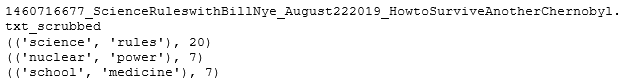 1460716677_ScienceRuleswithBillNye_August222019_HowtoSurviveAnotherChernobyl.
txt_scrubbed
(('science', 'rules'), 20)
(('nuclear', 'power'), 7)
(('school', 'medicine'), 7)